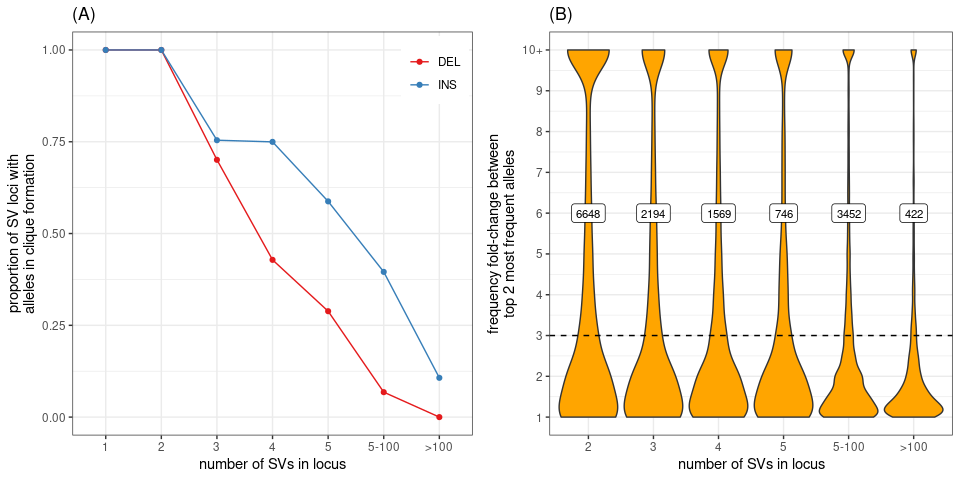 (A)
proportion of SV loci with
alleles in clique formation
1.00
0.75
0.50
0.25
0.00
DEL
INS
1 2 3 4 5 5-100 >100
number of SVs in locus
(B)
frequency fold-change between
top 2 most frequent alleles
10+
9
8
7
6
5
4
3
2
1
6648 2194 1569 746 3452 422
2 3 4 5 5-100 >100
number of SVs in locus